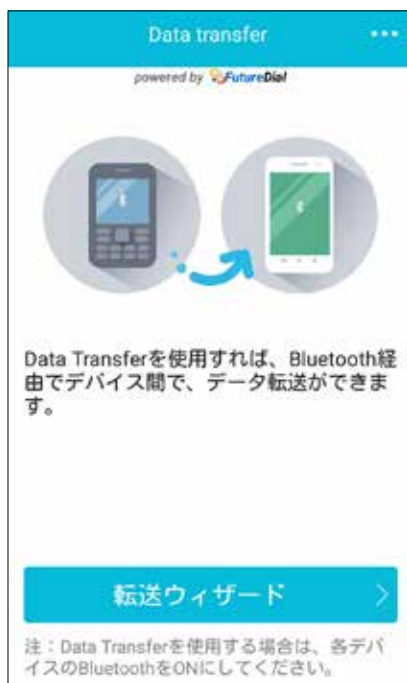 Data transfer
powered by FutureDial
Data Transferを使用すれば、Bluetooth経
由でデバイス間で、データ転送ができま
す。
転送ウィザード
注：Data Transferを使用する場合は、各デバ
イスのBluetoothをONにしてください。